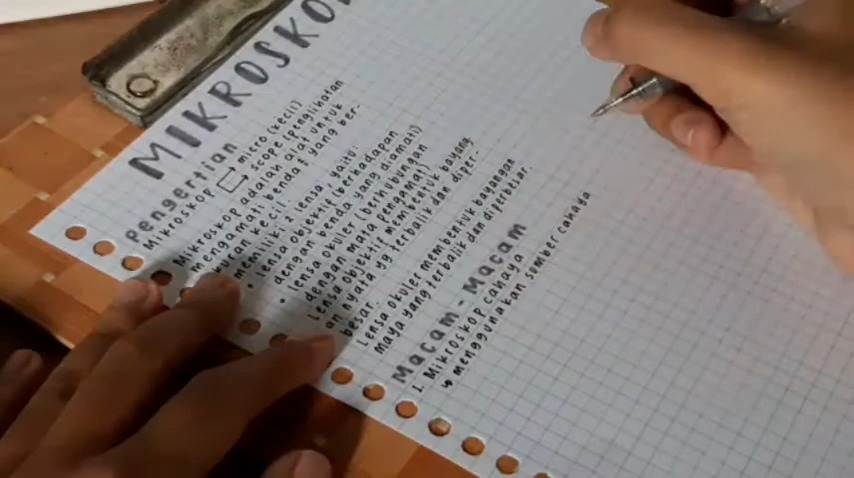 MIKROSKOP
Pengertian
Mikroskop → micro (kecil)
→ scope (penglihatan
Mikroskop adalah alat untuk
mengamati benda² yang ber-
kuran kecil.
memiliki 2 lensa, yaitu:
• lensa objektif (berhadapan
dengan benda yang diamati)
• lensa okuler (berhubungan
dengan mata pengamat)
Lensa objektif membentuk bayang
an nyata yg terbalik dan diper-
besar.
Lensa okuler membentuk bayangan
maya yang terbalik dan diperbesar.
Macam - Macam
1. Mikroskop cahaya
↳ menggunakan sumber cahaya